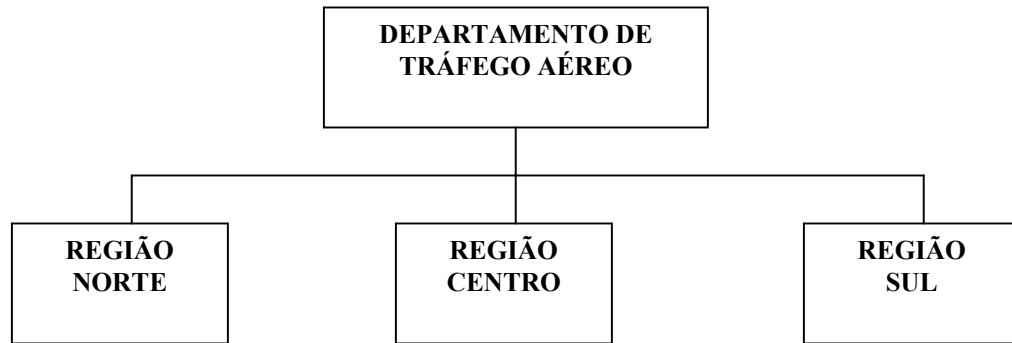 DEPARTAMENTO DE
TRÁFEGO AÉREO
REGIÃO
NORTE
REGIÃO
CENTRO
REGIÃO
SUL